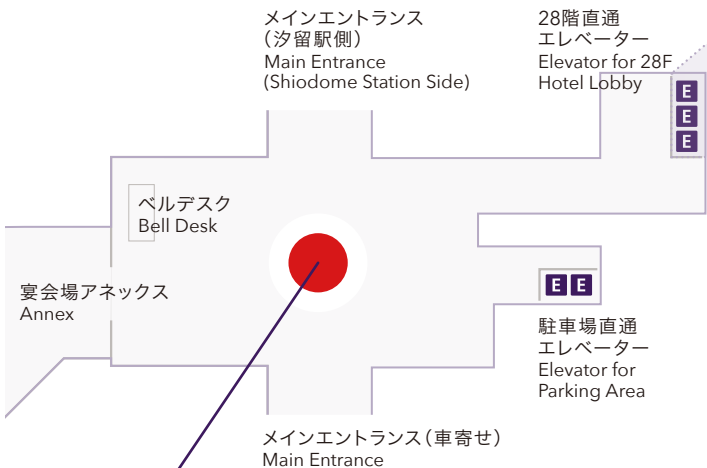 メインエントランス
(汐留駅側)
Main Entrance
(Shiodome Station Side)
28階直通
エレベーター
Elevator for 28F
Hotel Lobby
E
E
E
ベルデスク
Bell Desk
宴会場アネックス
Annex
E E
駐車場直通
エレベーター
Elevator for
Parking Area
メインエントランス(車寄せ)
Main Entrance